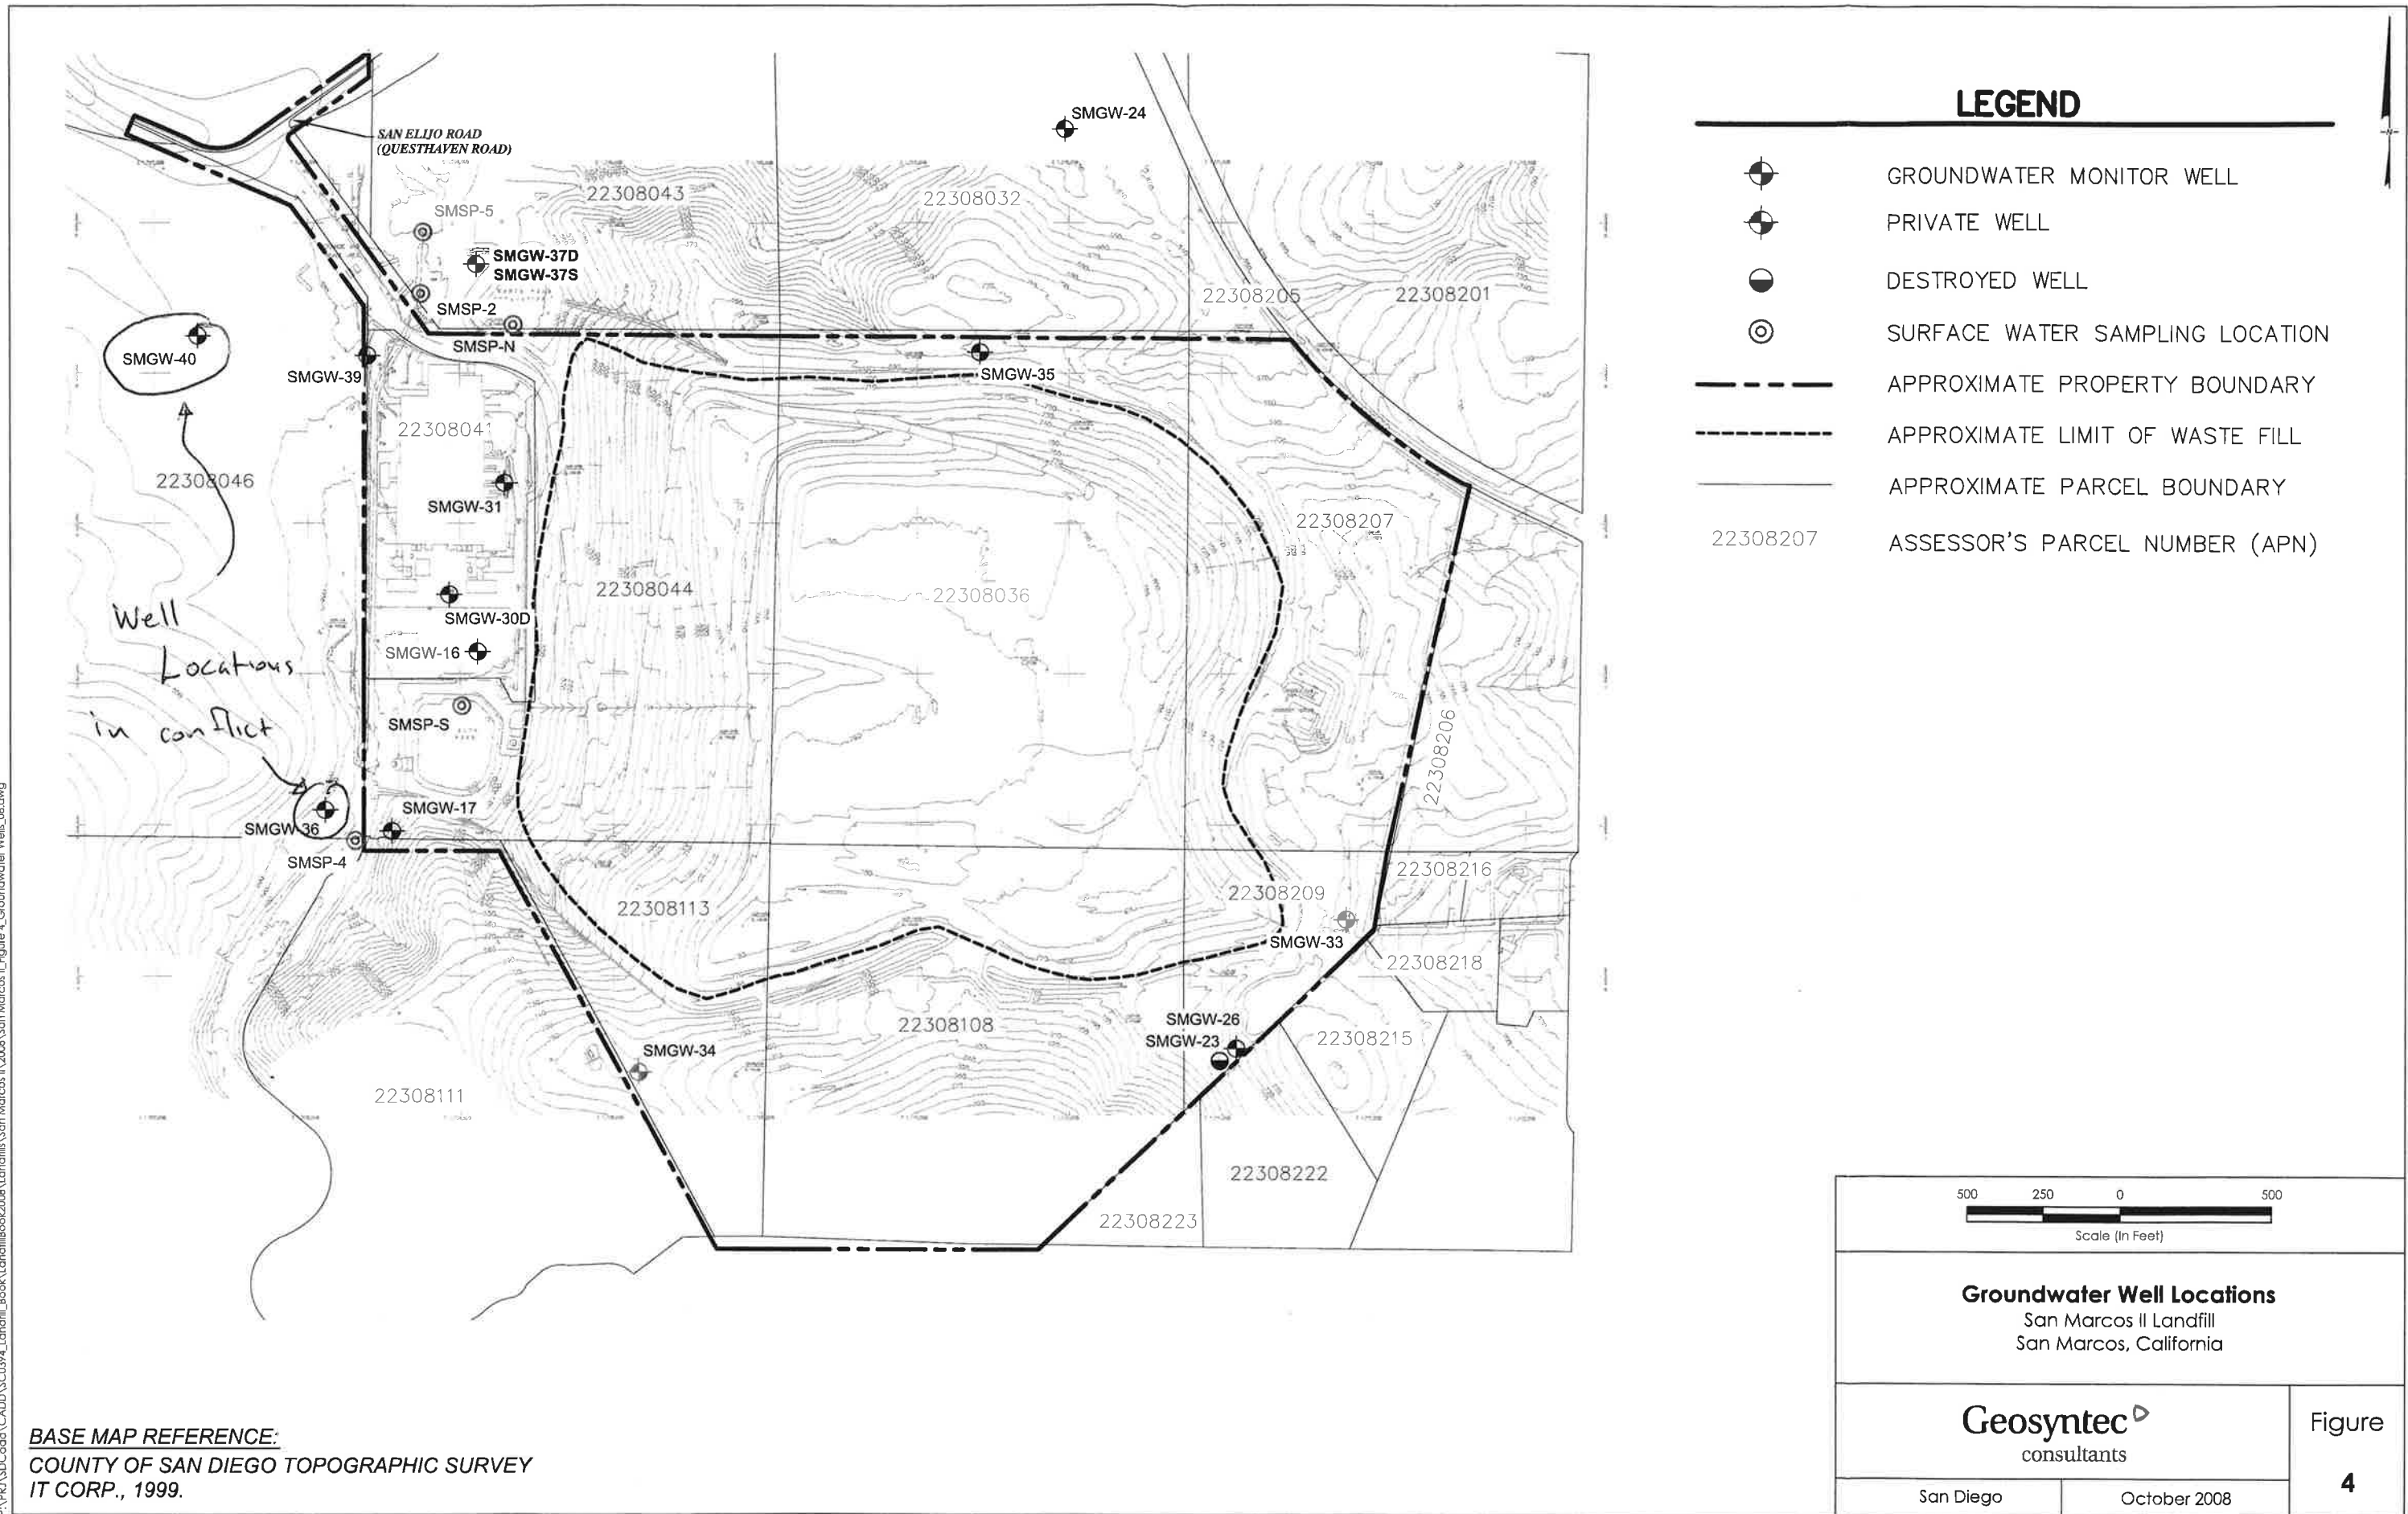 SAN ELIJO ROAD
(QUESTHAVEN ROAD)
SMGW-24
22308043
22308032
SMSP-5
SMGW-37D
SMGW-37S
SMSP-2
SMSP-N
22308205
22308201
SMGW-40
SMGW-39
SMGW-35
22308041
22308046
SMGW-31
22308207
22308044
22308036
SMGW-30D
SMGW-16
Well
Locations
in conflict
SMSP-S
22308206
SMGW-17
SMGW-36
SMSP-4
22308216
22308209
22308113
SMGW-33
22308218
22308108
SMGW-26
SMGW-23
22308215
SMGW-34
22308111
22308222
22308223
LEGEND
GROUNDWATER MONITOR WELL
PRIVATE WELL
DESTROYED WELL
SURFACE WATER SAMPLING LOCATION
APPROXIMATE PROPERTY BOUNDARY
APPROXIMATE LIMIT OF WASTE FILL
APPROXIMATE PARCEL BOUNDARY
22308207 ASSESSOR'S PARCEL NUMBER (APN)
-N-
500 250 0 500
Scale (In Feet)
Groundwater Well Locations
San Marcos II Landfill
San Marcos, California
Geosyntec
consultants
Figure
4
San Diego October 2008
BASE MAP REFERENCE:
COUNTY OF SAN DIEGO TOPOGRAPHIC SURVEY
IT CORP., 1999.